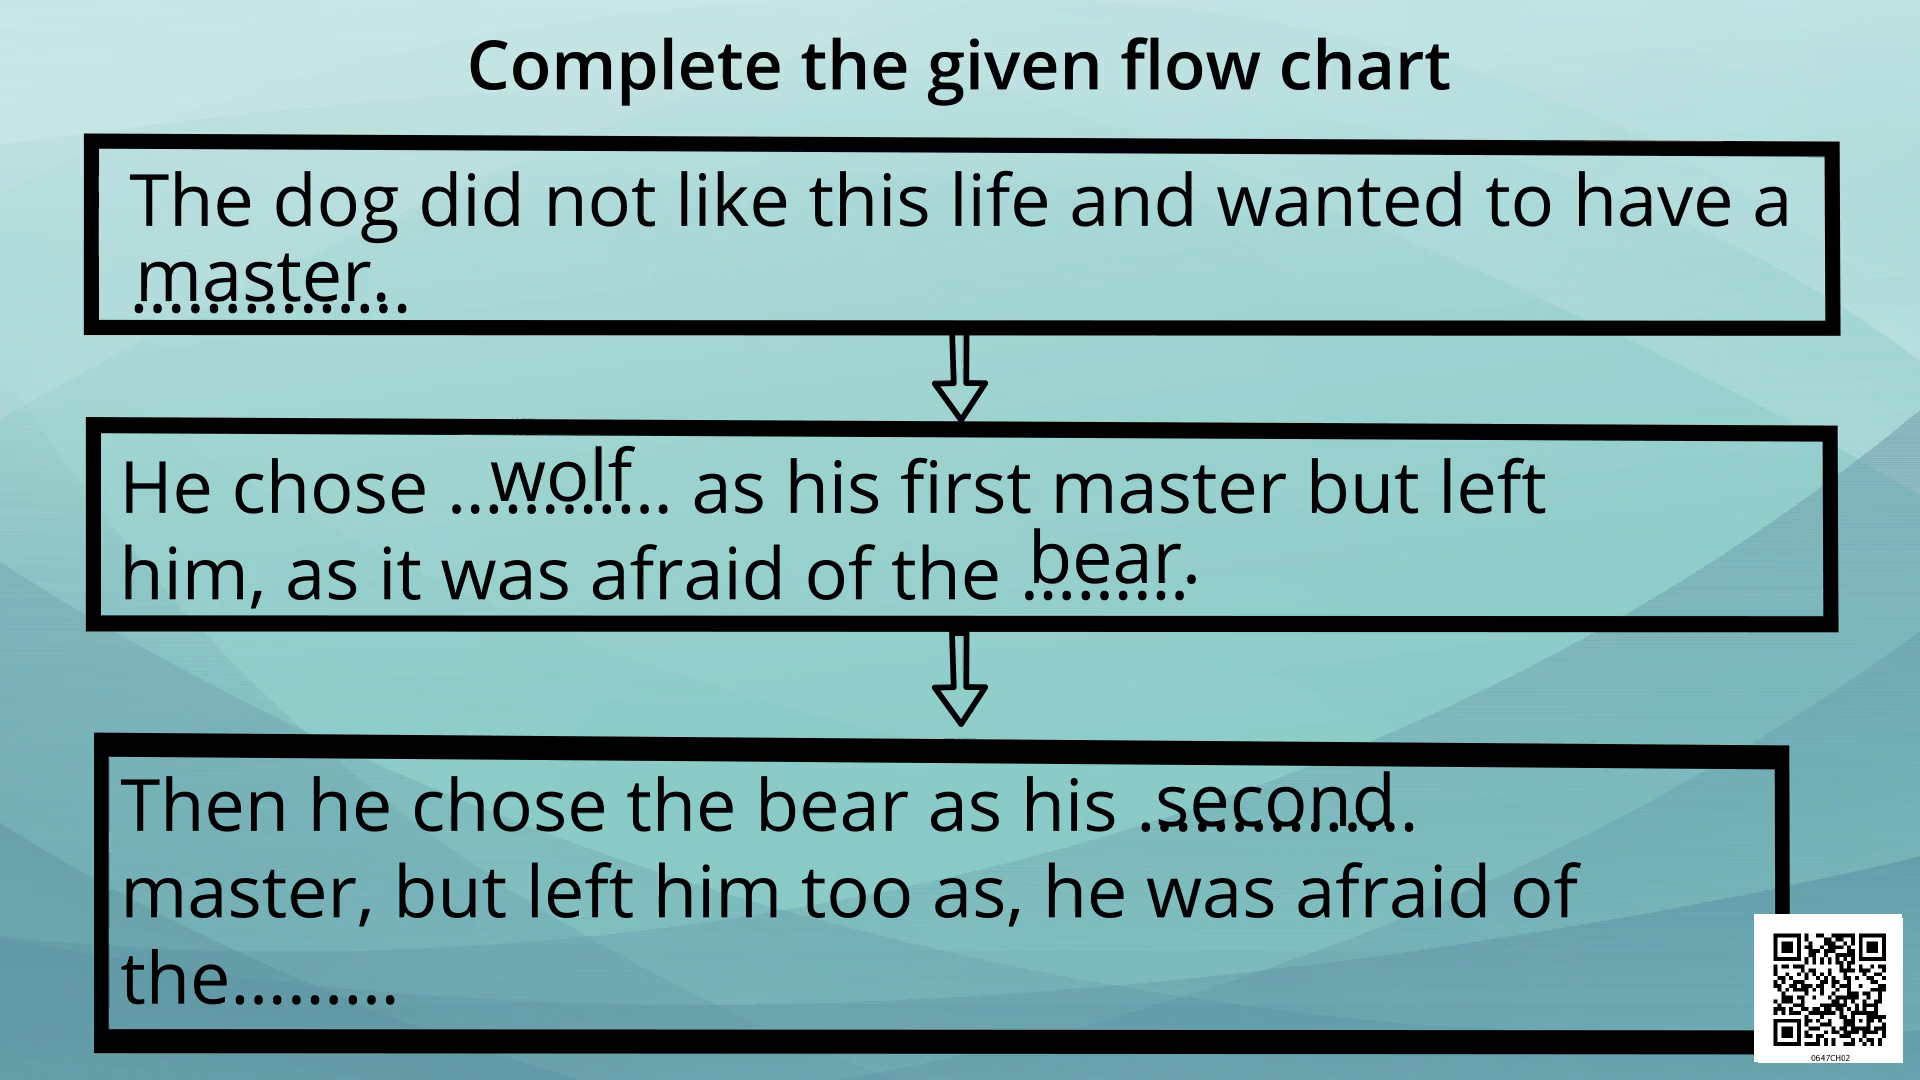 Complete the given flow chart
The dog did not like this life and wanted to have a
master.
...............
He chose ....wolf.... as his first master but left
him, as it was afraid of the bear.
.........
Then he chose the bear as his .second.
master, but left him too as, he was afraid of
the.........
0647CH02